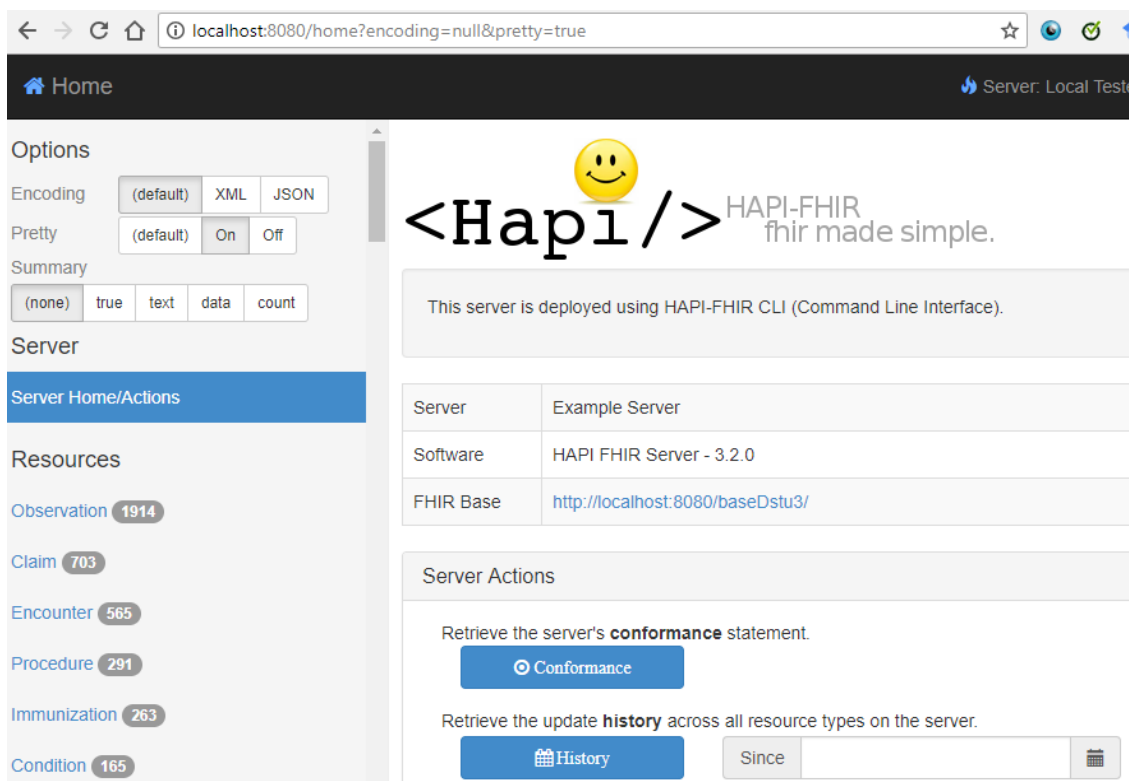 localhost:8080/home?encoding=null&pretty=true
Home
Server: Local Teste
Options
Encoding (default) XML JSON
Pretty (default) On Off
Summary
(none) true text data count
Server
Server Home/Actions
Resources
Observation 1914
Claim 703
Encounter 565
Procedure 291
Immunization 263
Condition 165
<Hapi/>
HAPI-FHIR
fhir made simple.
This server is deployed using HAPI-FHIR CLI (Command Line Interface).
Server Example Server
Software HAPI FHIR Server - 3.2.0
FHIR Base http://localhost:8080/baseDstu3/
Server Actions
Retrieve the server's conformance statement.
Conformance
Retrieve the update history across all resource types on the server.
History Since